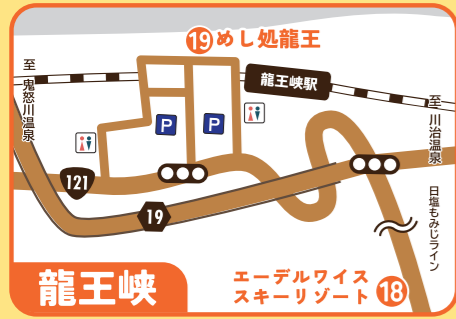 ⑲めし処龍王
至 鬼怒川温泉
龍王峡駅
至 川治温泉
P
P
121
19
日塩もみじライン
龍王峡
エーデルワイス
スキーリゾート⑱